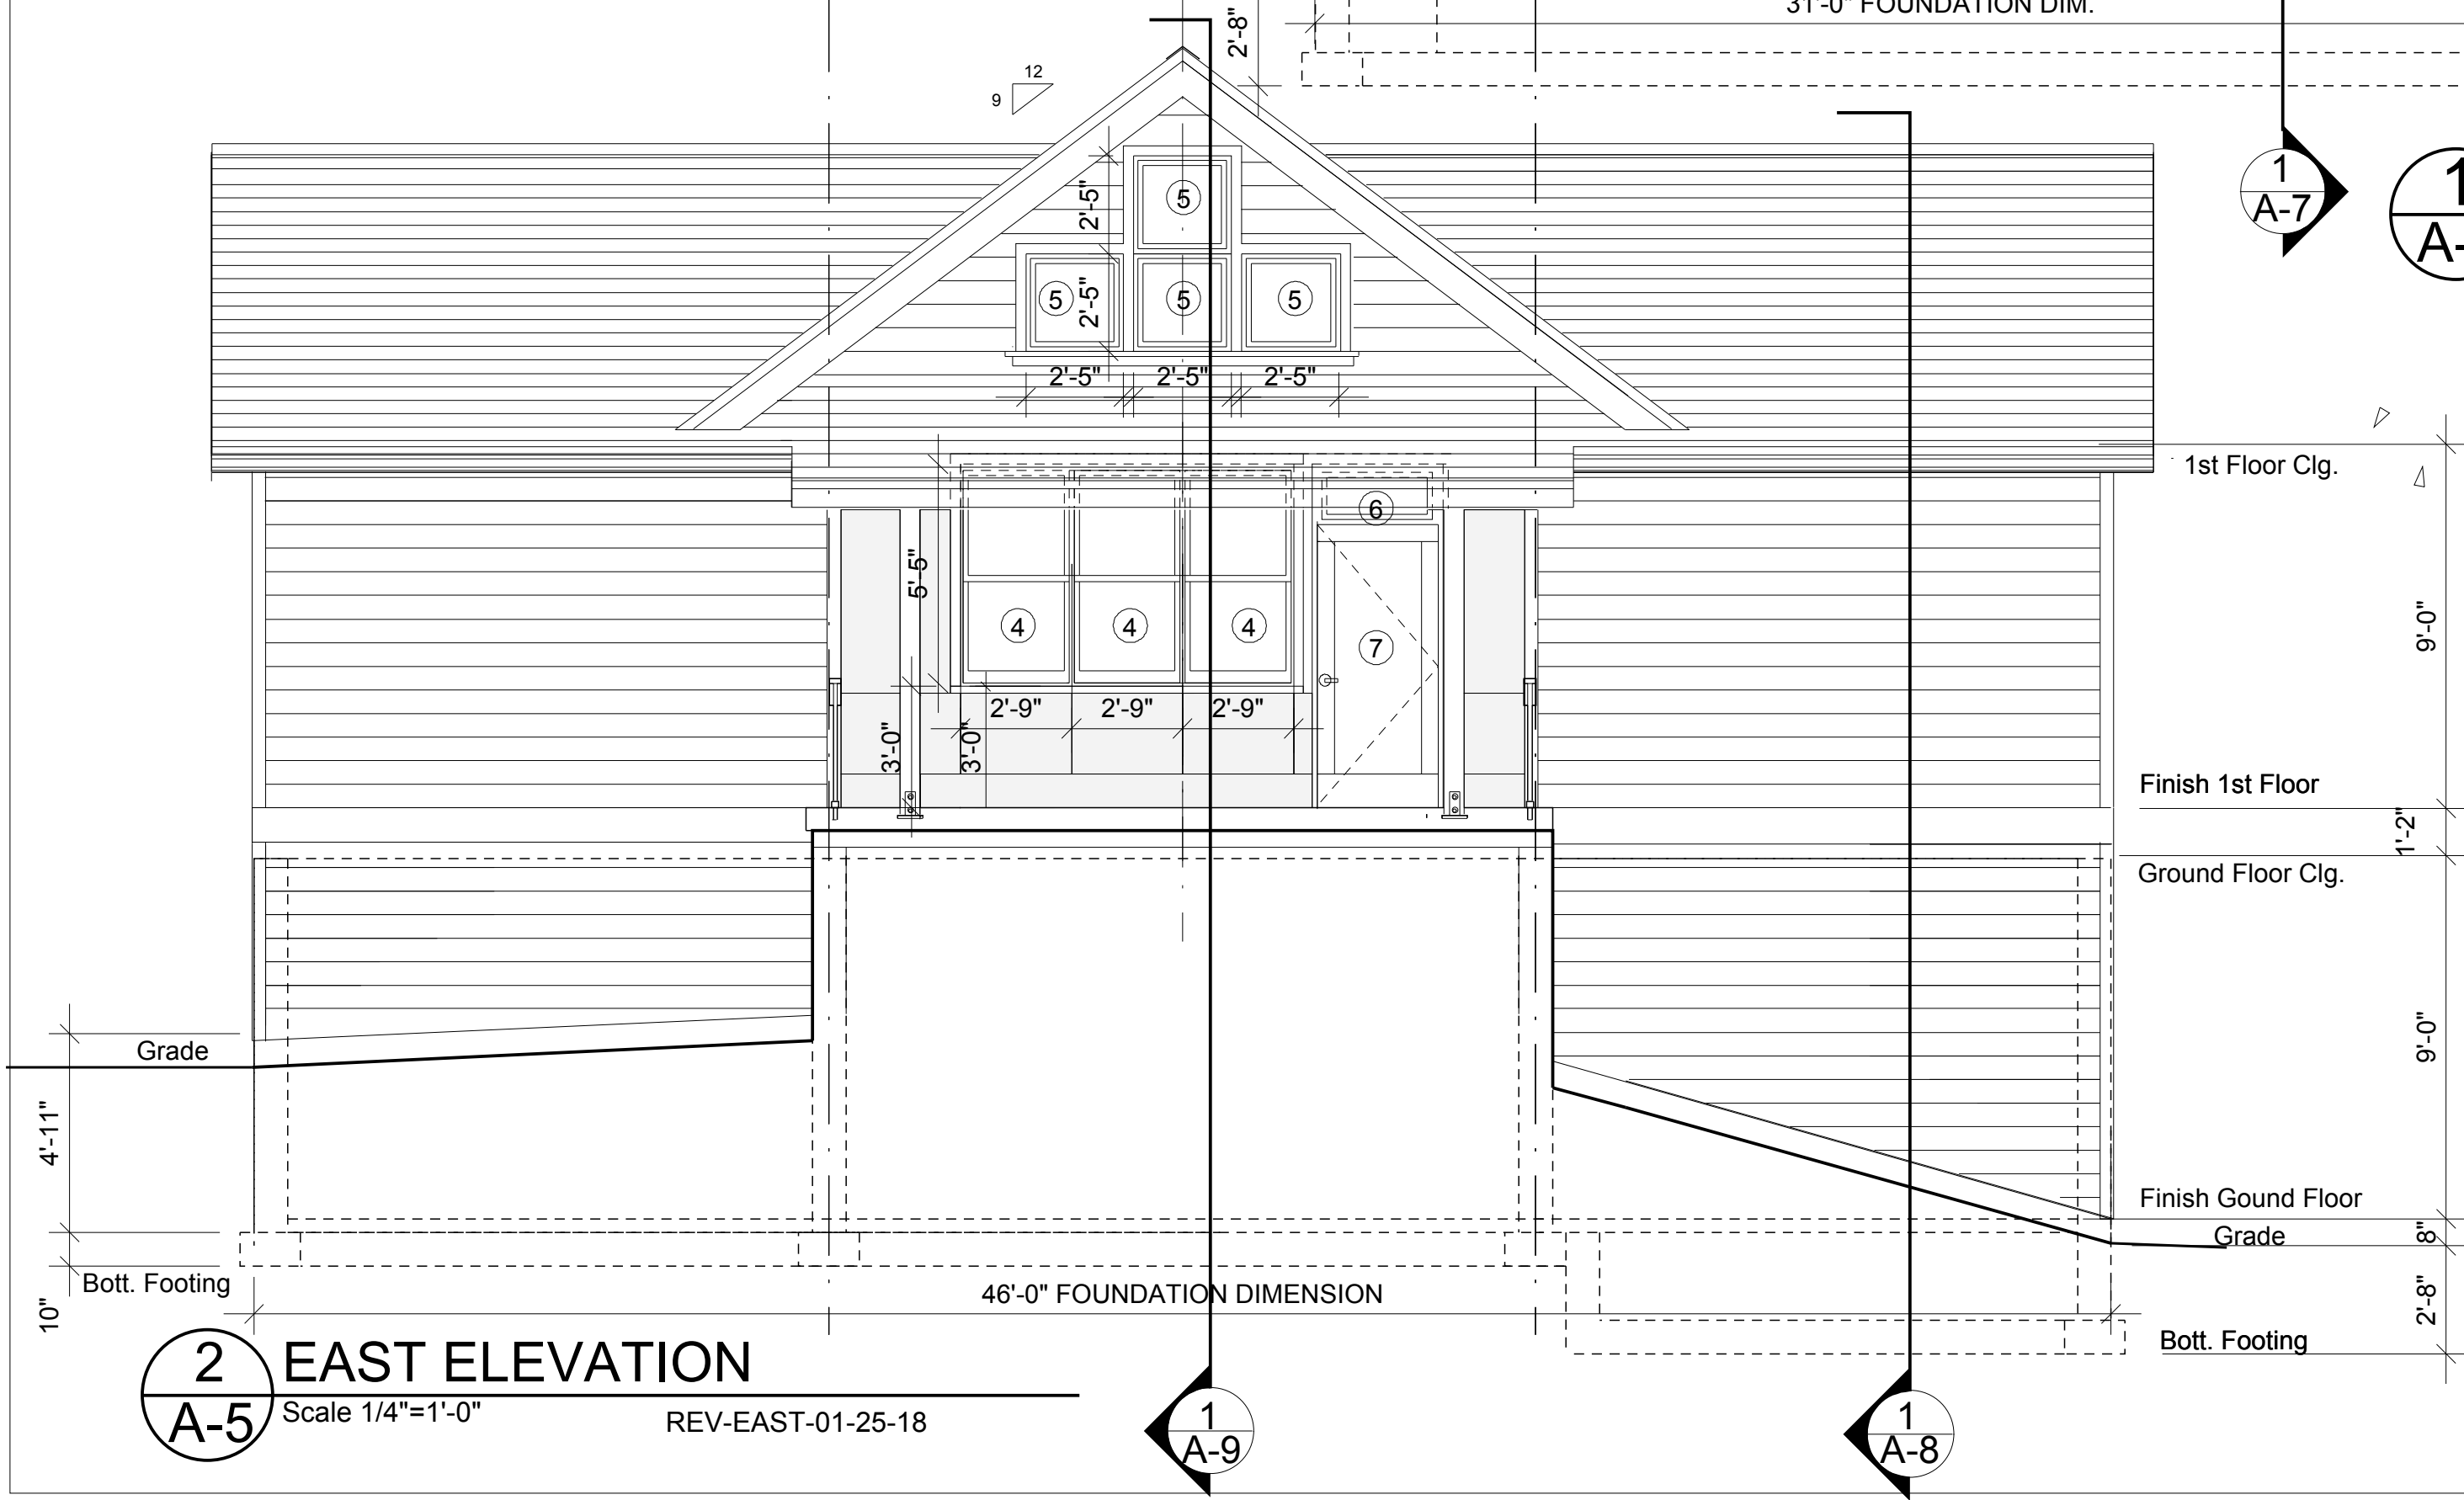 31'-0" FOUNDATION DIM.
2'-8"
12
9
1
A-7
5
2'-5"
5
5
5
2'-5"
2'-5"
2'-5"
2'-5"
1st Floor Clg.
6
5'-5"
4
4
4
7
9'-0"
2'-9"
2'-9"
2'-9"
3'-0"
3'-0"
Finish 1st Floor
1'-2"
Ground Floor Clg.
Grade
9'-0"
4'-11"
Finish Gound Floor
Grade
8"
Bott. Footing
46'-0" FOUNDATION DIMENSION
10"
2'-8"
Bott. Footing
2
A-5
EAST ELEVATION
Scale 1/4"=1'-0"
REV-EAST-01-25-18
1
A-9
1
A-8